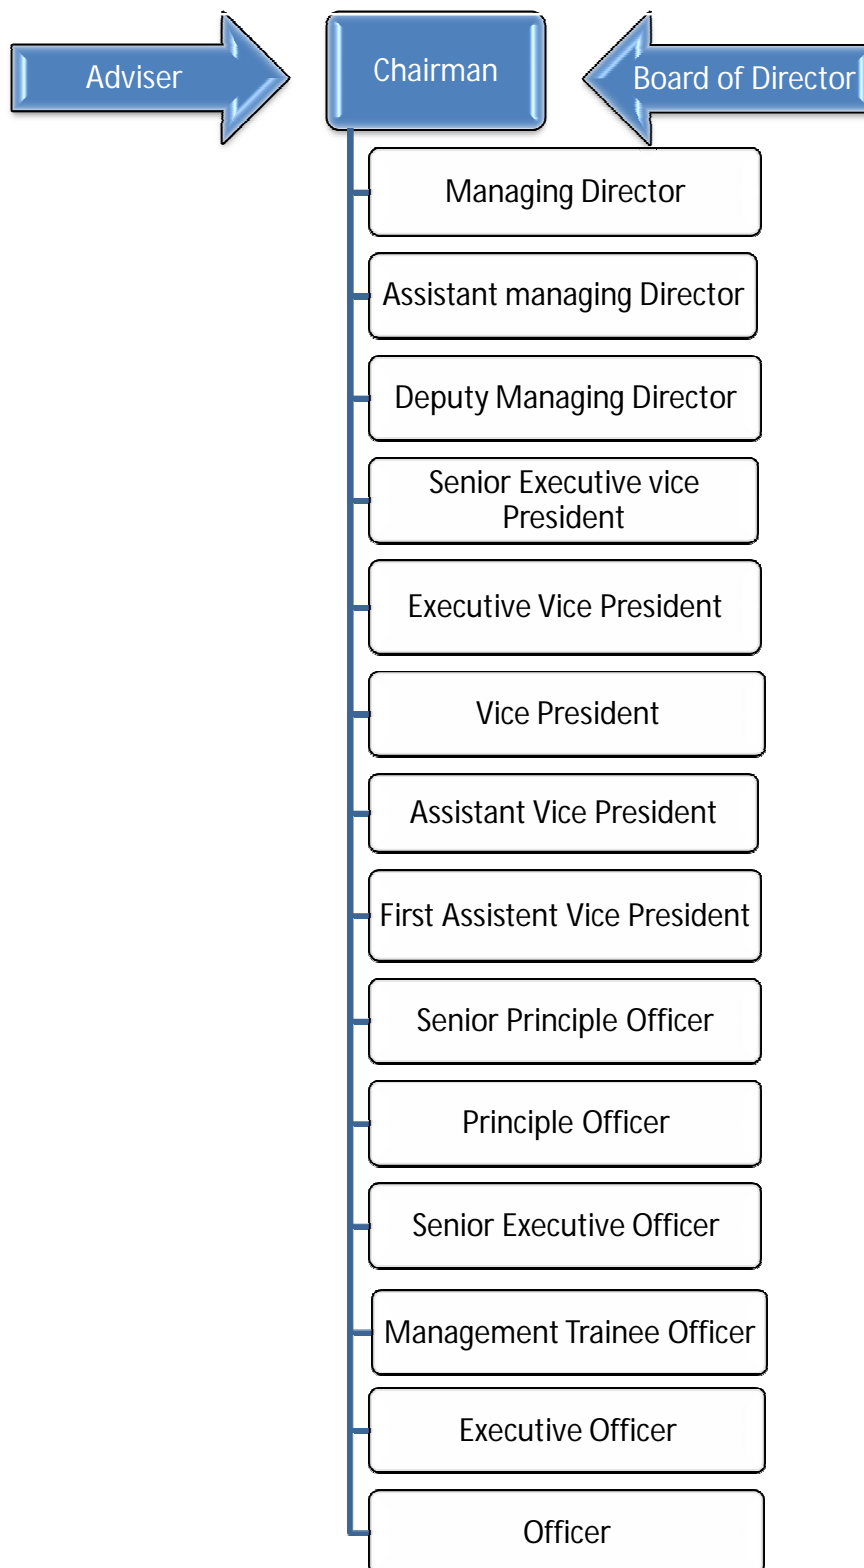 Adviser
Chairman
Board of Director
Managing Director
Assistant managing Director
Deputy Managing Director
Senior Executive vice
President
Executive Vice President
Vice President
Assistant Vice President
First Assistent Vice President
Senior Principle Officer
Principle Officer
Senior Executive Officer
Management Trainee Officer
Executive Officer
Officer